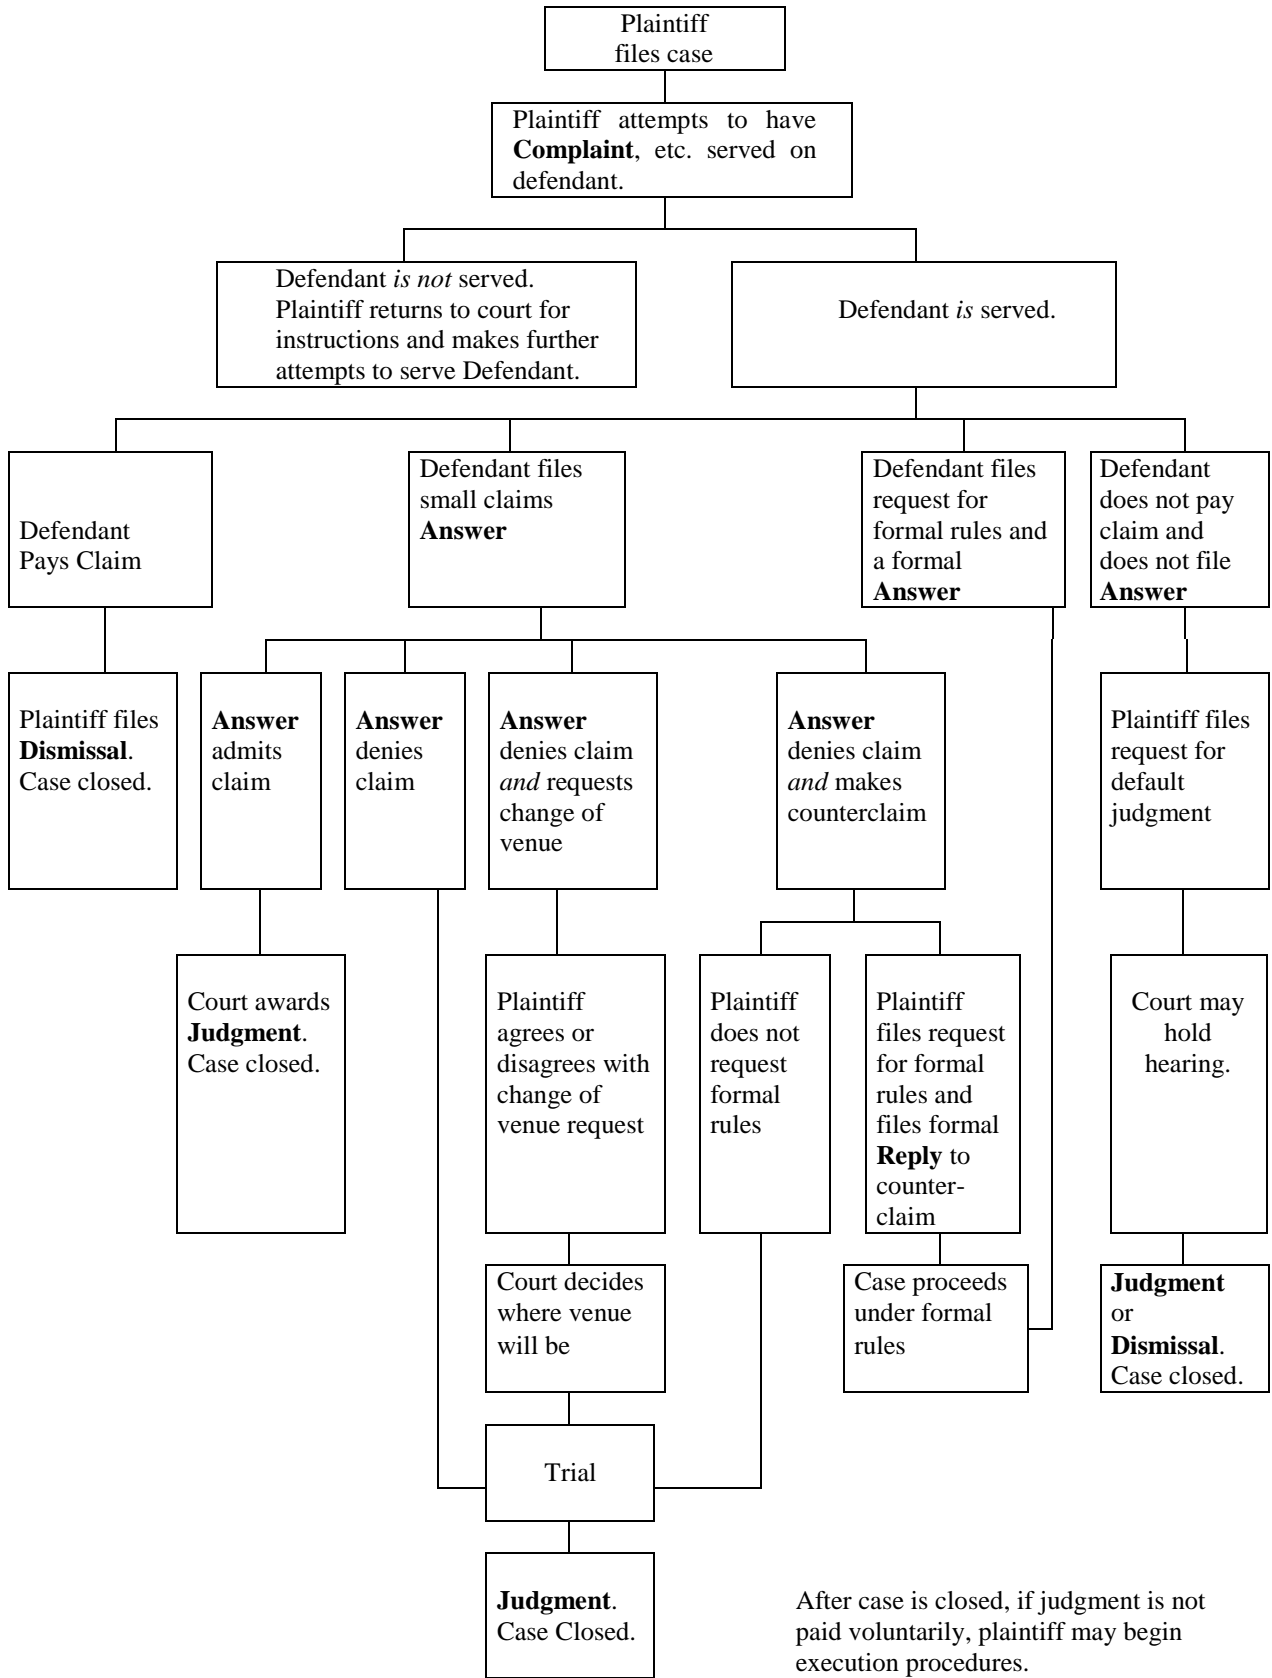 Plaintiff
files case
Plaintiff attempts to have
Complaint, etc. served on
defendant.
Defendant is not served.
Plaintiff returns to court for
instructions and makes further
attempts to serve Defendant.
Defendant is served.
Defendant
Pays Claim
Defendant files
small claims
Answer
Defendant files
request for
formal rules and
a formal
Answer
Defendant
does not pay
claim and
does not file
Answer
Plaintiff files
Dismissal.
Case closed.
Answer
admits
claim
Answer
denies
claim
Answer
denies claim
and requests
change of
venue
Answer
denies claim
and makes
counterclaim
Plaintiff files
request for
default
judgment
Court awards
Judgment.
Case closed.
Plaintiff
agrees or
disagrees with
change of
venue request
Plaintiff
does not
request
formal
rules
Plaintiff
files request
for formal
rules and
files formal
Reply to
counter-
claim
Court may
hold
hearing.
Court decides
where venue
will be
Case proceeds
under formal
rules
Judgment
or
Dismissal.
Case closed.
Trial
Judgment.
Case Closed.
After case is closed, if judgment is not
paid voluntarily, plaintiff may begin
execution procedures.